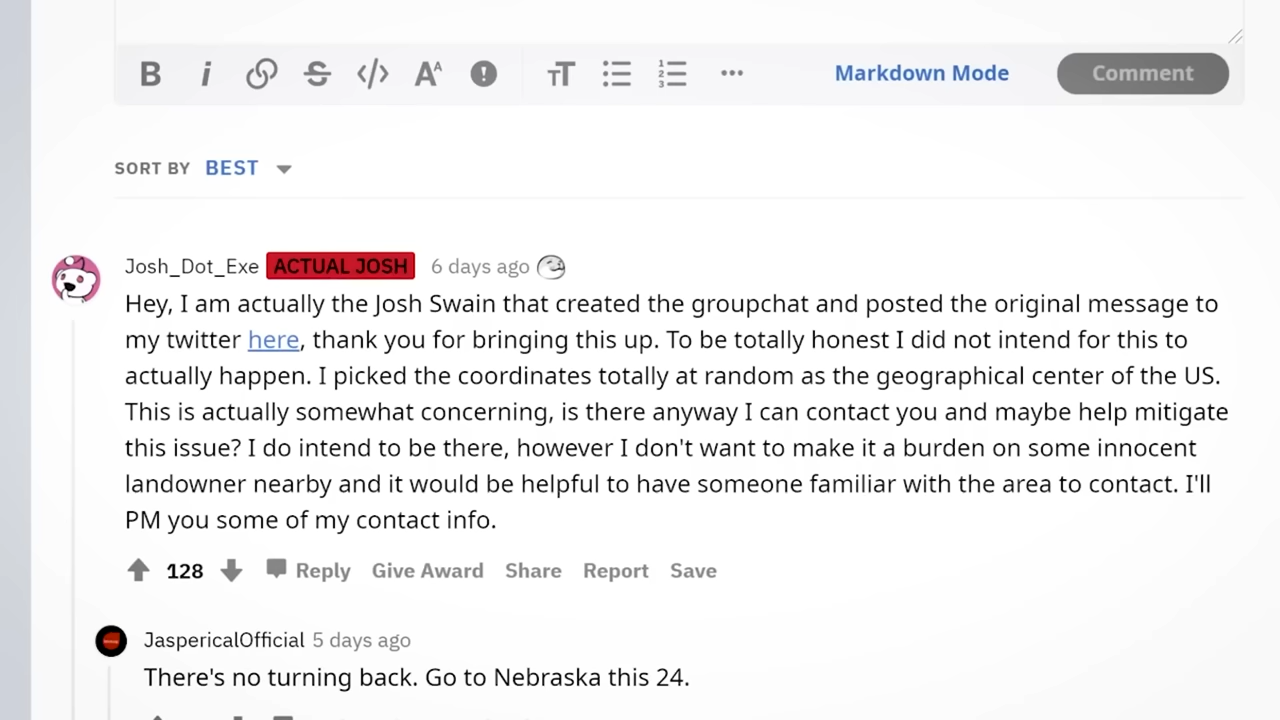 B i S </> A^A TT ... Markdown Mode Comment
SORT BY BEST
Josh_Dot_Exe ACTUAL JOSH 6 days ago
Hey, I am actually the Josh Swain that created the groupchat and posted the original message to
my twitter here, thank you for bringing this up. To be totally honest I did not intend for this to
actually happen. I picked the coordinates totally at random as the geographical center of the US.
This is actually somewhat concerning, is there anyway I can contact you and maybe help mitigate
this issue? I do intend to be there, however I don't want to make it a burden on some innocent
landowner nearby and it would be helpful to have someone familiar with the area to contact. I'll
PM you some of my contact info.
128 Reply Give Award Share Report Save
JaspericalOfficial 5 days ago
There's no turning back. Go to Nebraska this 24.